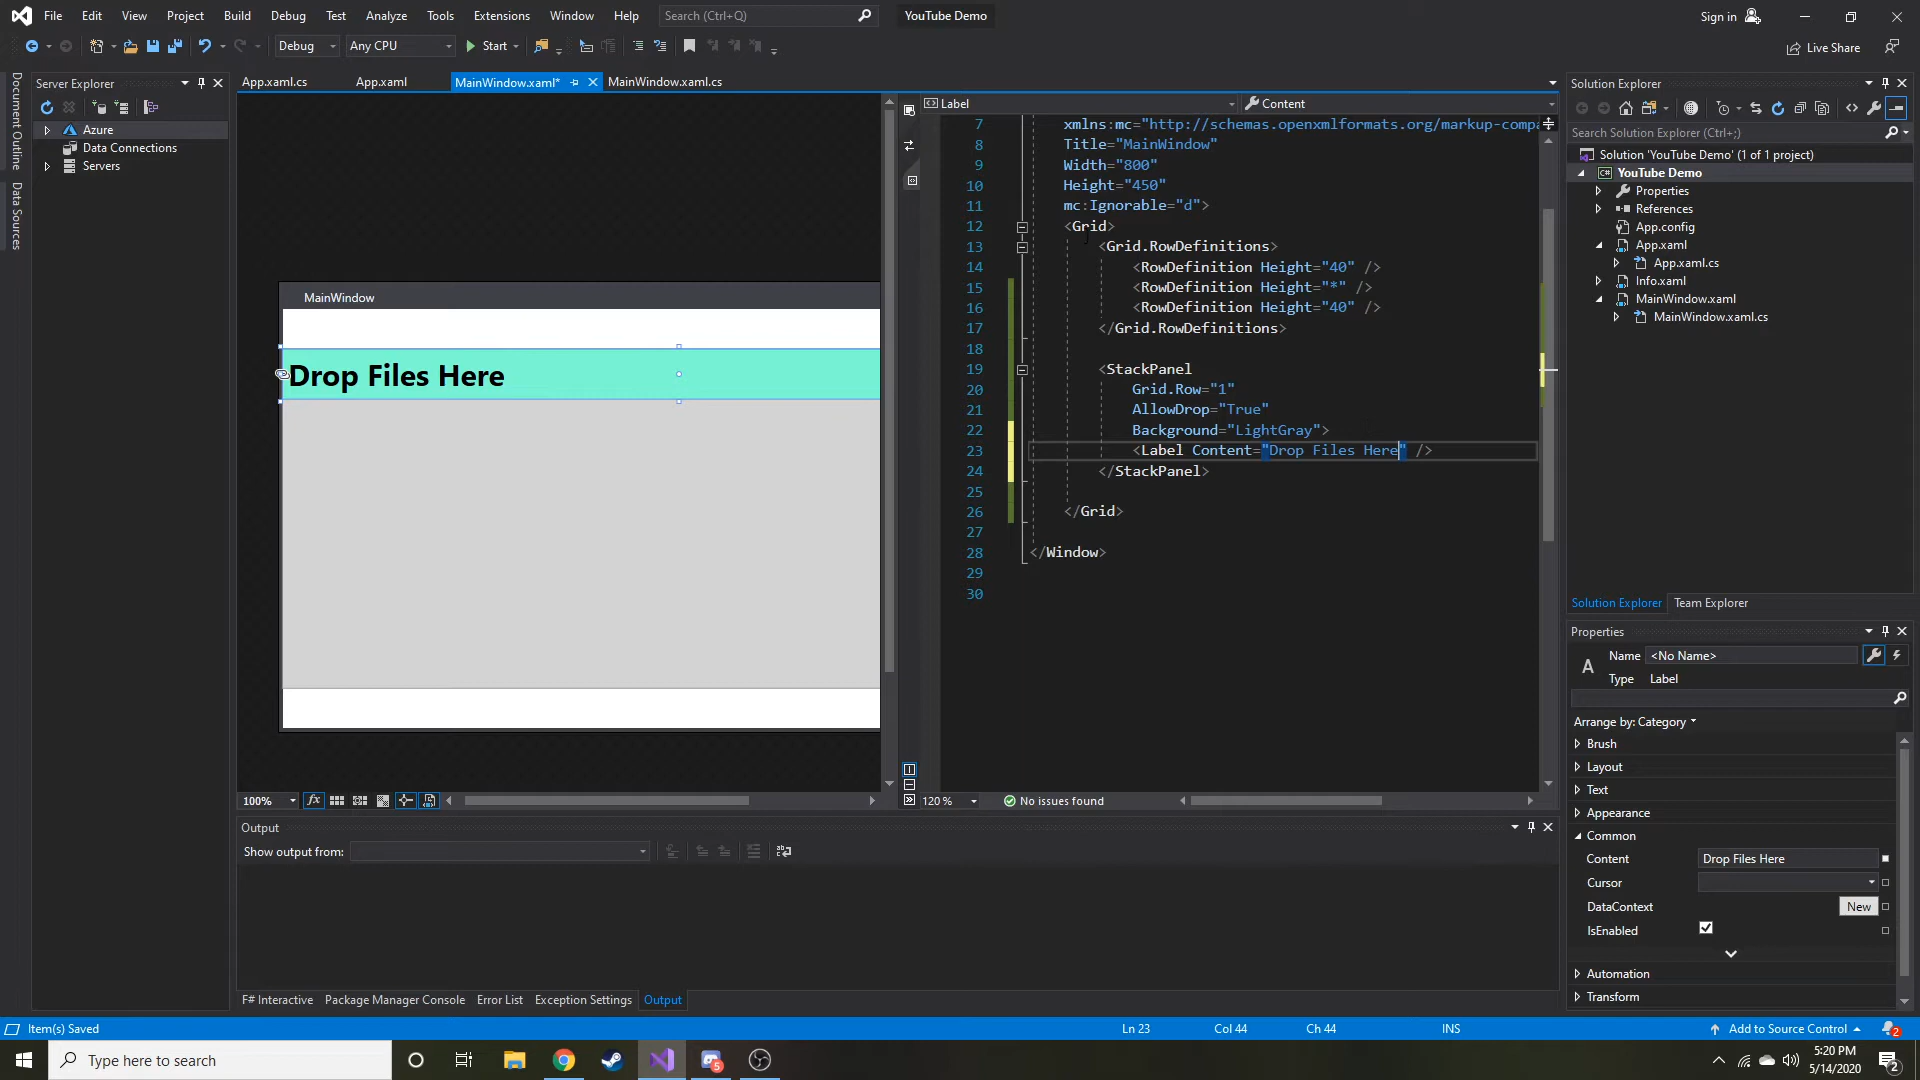 File Edit View Project Build Debug Test Analyze Tools Extensions Window Help Search (Ctrl+Q) YouTube Demo Sign in
Debug Any CPU Start Live Share
Document Outline
Data Sources
Server Explorer
Azure
Data Connections
Servers
App.xaml.cs App.xaml MainWindow.xaml* MainWindow.xaml.cs
MainWindow
Drop Files Here
100%
Label Content
7 xmlns:mc="http://schemas.openxmlformats.org/markup-compa
8 Title="MainWindow"
9 Width="800"
10 Height="450"
11 mc:Ignorable="d">
12 <Grid>
13 <Grid.RowDefinitions>
14 <RowDefinition Height="40" />
15 <RowDefinition Height="*" />
16 <RowDefinition Height="40" />
17 </Grid.RowDefinitions>
18
19 <StackPanel
20 Grid.Row="1"
21 AllowDrop="True"
22 Background="LightGray">
23 <Label Content="Drop Files Here" />
24 </StackPanel>
25
26 </Grid>
27
28 </Window>
29
30
120 % No issues found
Output
Show output from:
F# Interactive Package Manager Console Error List Exception Settings Output
Solution Explorer
Search Solution Explorer (Ctrl+;)
Solution 'YouTube Demo' (1 of 1 project)
C# YouTube Demo
Properties
References
App.config
App.xaml
App.xaml.cs
Info.xaml
MainWindow.xaml
MainWindow.xaml.cs
Solution Explorer Team Explorer
Properties
A Name <No Name>
Type Label
Arrange by: Category
Brush
Layout
Text
Appearance
Common
Content Drop Files Here
Cursor
DataContext New
IsEnabled
Automation
Transform
Item(s) Saved Ln 23 Col 44 Ch 44 INS Add to Source Control 2
Type here to search 5 5:20 PM
5/14/2020 2